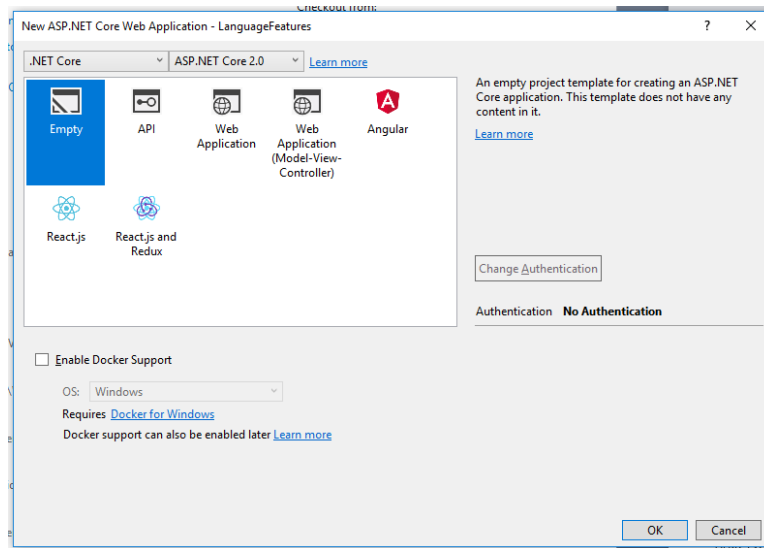 Checkout from:
New ASP.NET Core Web Application - LanguageFeatures
.NET Core
ASP.NET Core 2.0
Learn more
Empty
API
Web
Application
Web
Application
(Model-View-
Controller)
Angular
React.js
React.js and
Redux
An empty project template for creating an ASP.NET
Core application. This template does not have any
content in it.
Learn more
Change Authentication
Authentication No Authentication
Enable Docker Support
OS: Windows
Requires Docker for Windows
Docker support can also be enabled later Learn more
OK
Cancel